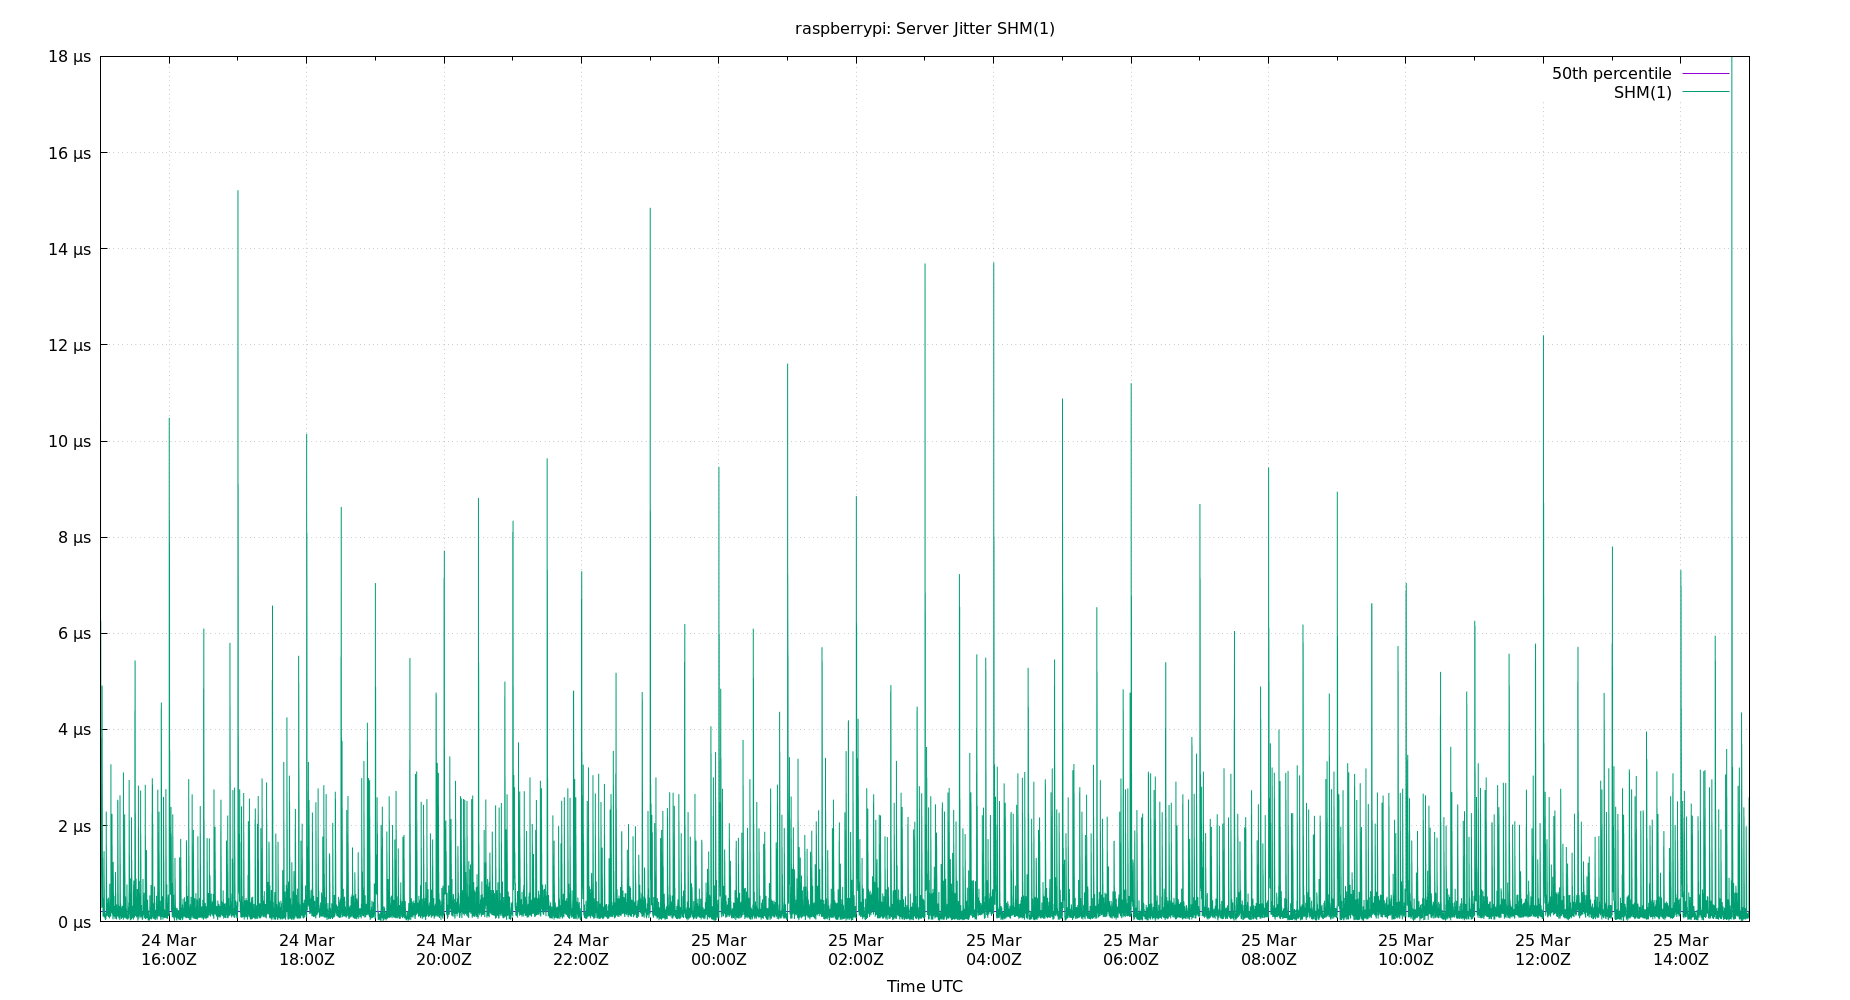 raspberrypi: Server Jitter SHM(1)
18 µs
16 µs
14 µs
12 µs
10 µs
8 µs
6 µs
4 µs
2 µs
0 µs
50th percentile
SHM(1)
24 Mar 24 Mar 24 Mar 24 Mar 25 Mar 25 Mar 25 Mar 25 Mar 25 Mar 25 Mar 25 Mar 25 Mar
16:00Z 18:00Z 20:00Z 22:00Z 00:00Z 02:00Z 04:00Z 06:00Z 08:00Z 10:00Z 12:00Z 14:00Z
Time UTC